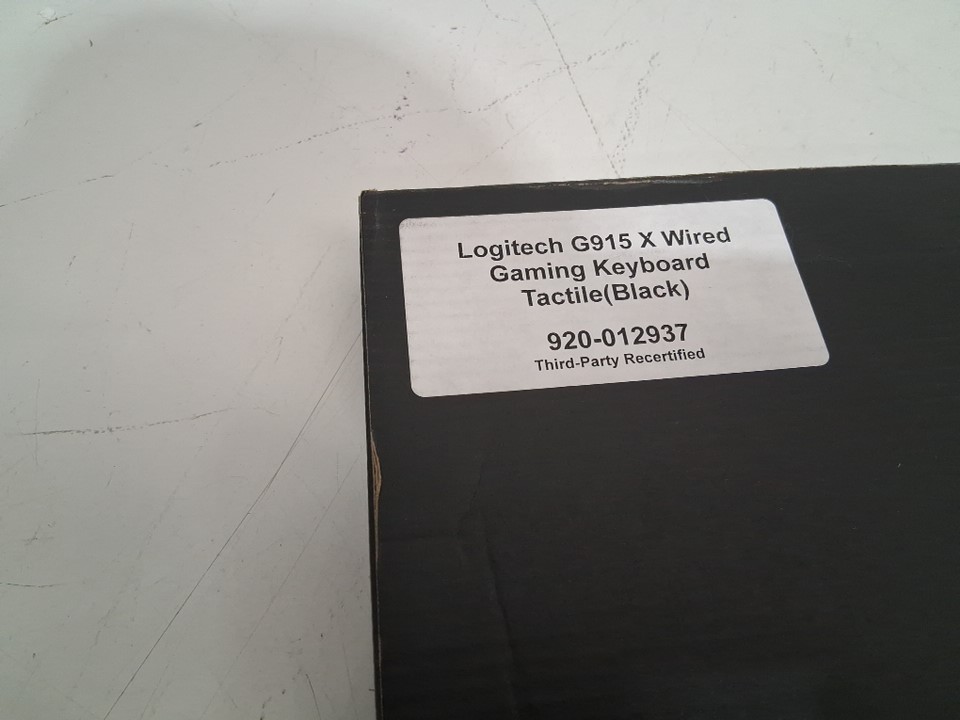 Logitech G915 X Wired
Gaming Keyboard
Tactile(Black)
920-012937
Third-Party Recertified